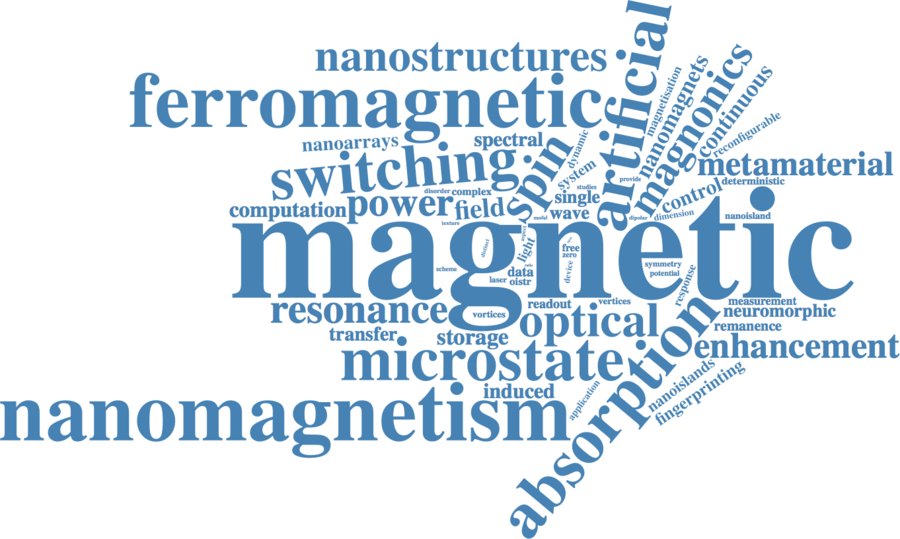 artificial
nanostructures
magnetisation
nanomagnets
magnonics
continuous
ferromagnetic
reconfigurable
nanoarrays
spectral
dynamic
switching
spin
system
metamaterial
provide
deterministic
disorder
complex
studies
single
control
computation
power
field
wave
model
dipolar
dimension
nanoisland
texture
magnetic
distinct
light
free
zero
device
scheme
data
laser
oistr
symmetry
potential
response
resonance
vortices
readout
vertices
measurement
neuromorphic
optical
transfer
storage
remanence
microstate
absorption
enhancement
induced
application
nanoislands
fingerprinting
nanomagnetism